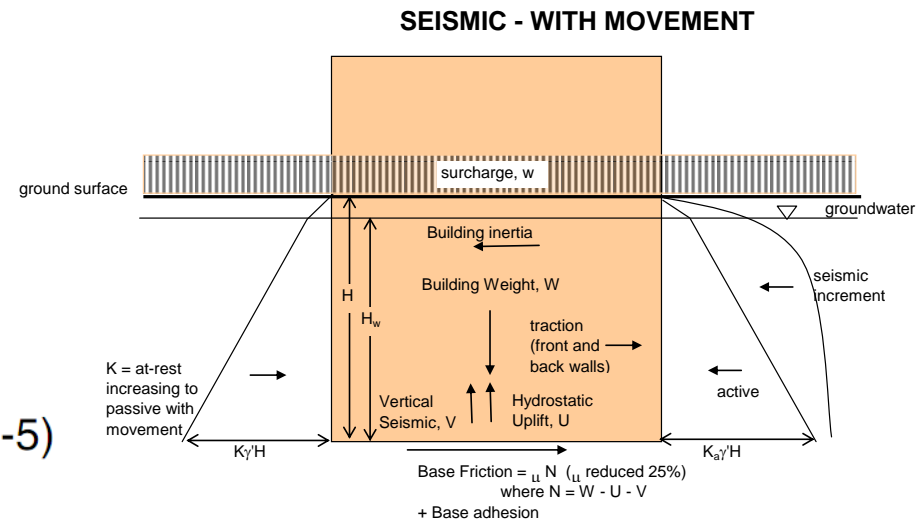 SEISMIC - WITH MOVEMENT
surcharge, w
ground surface
groundwater
Building inertia
seismic
increment
Building Weight, W
H
H_w
traction
(front and
back walls)
K = at-rest
increasing to
passive with
movement
active
Vertical
Seismic, V
Hydrostatic
Uplift, U
-5)
Kγ'H
K_aγ'H
Base Friction = μ N (μ reduced 25%)
where N = W - U - V
+ Base adhesion